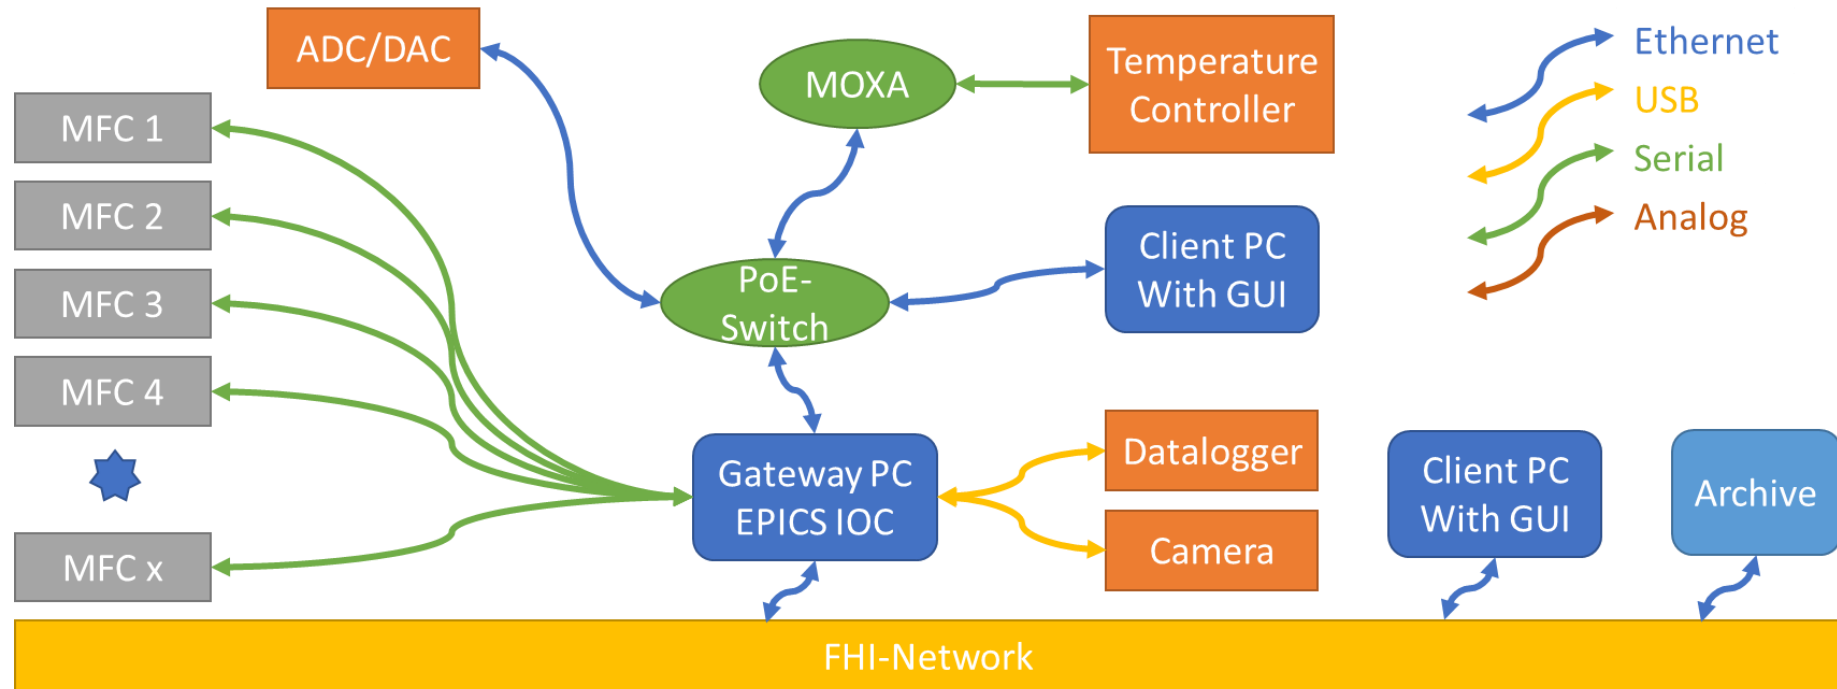 ADC/DAC
MOXA
Temperature
Controller
Ethernet
USB
Serial
Analog
MFC 1
MFC 2
MFC 3
MFC 4
MFC x
PoE-
Switch
Client PC
With GUI
Gateway PC
EPICS IOC
Datalogger
Camera
Client PC
With GUI
Archive
FHI-Network